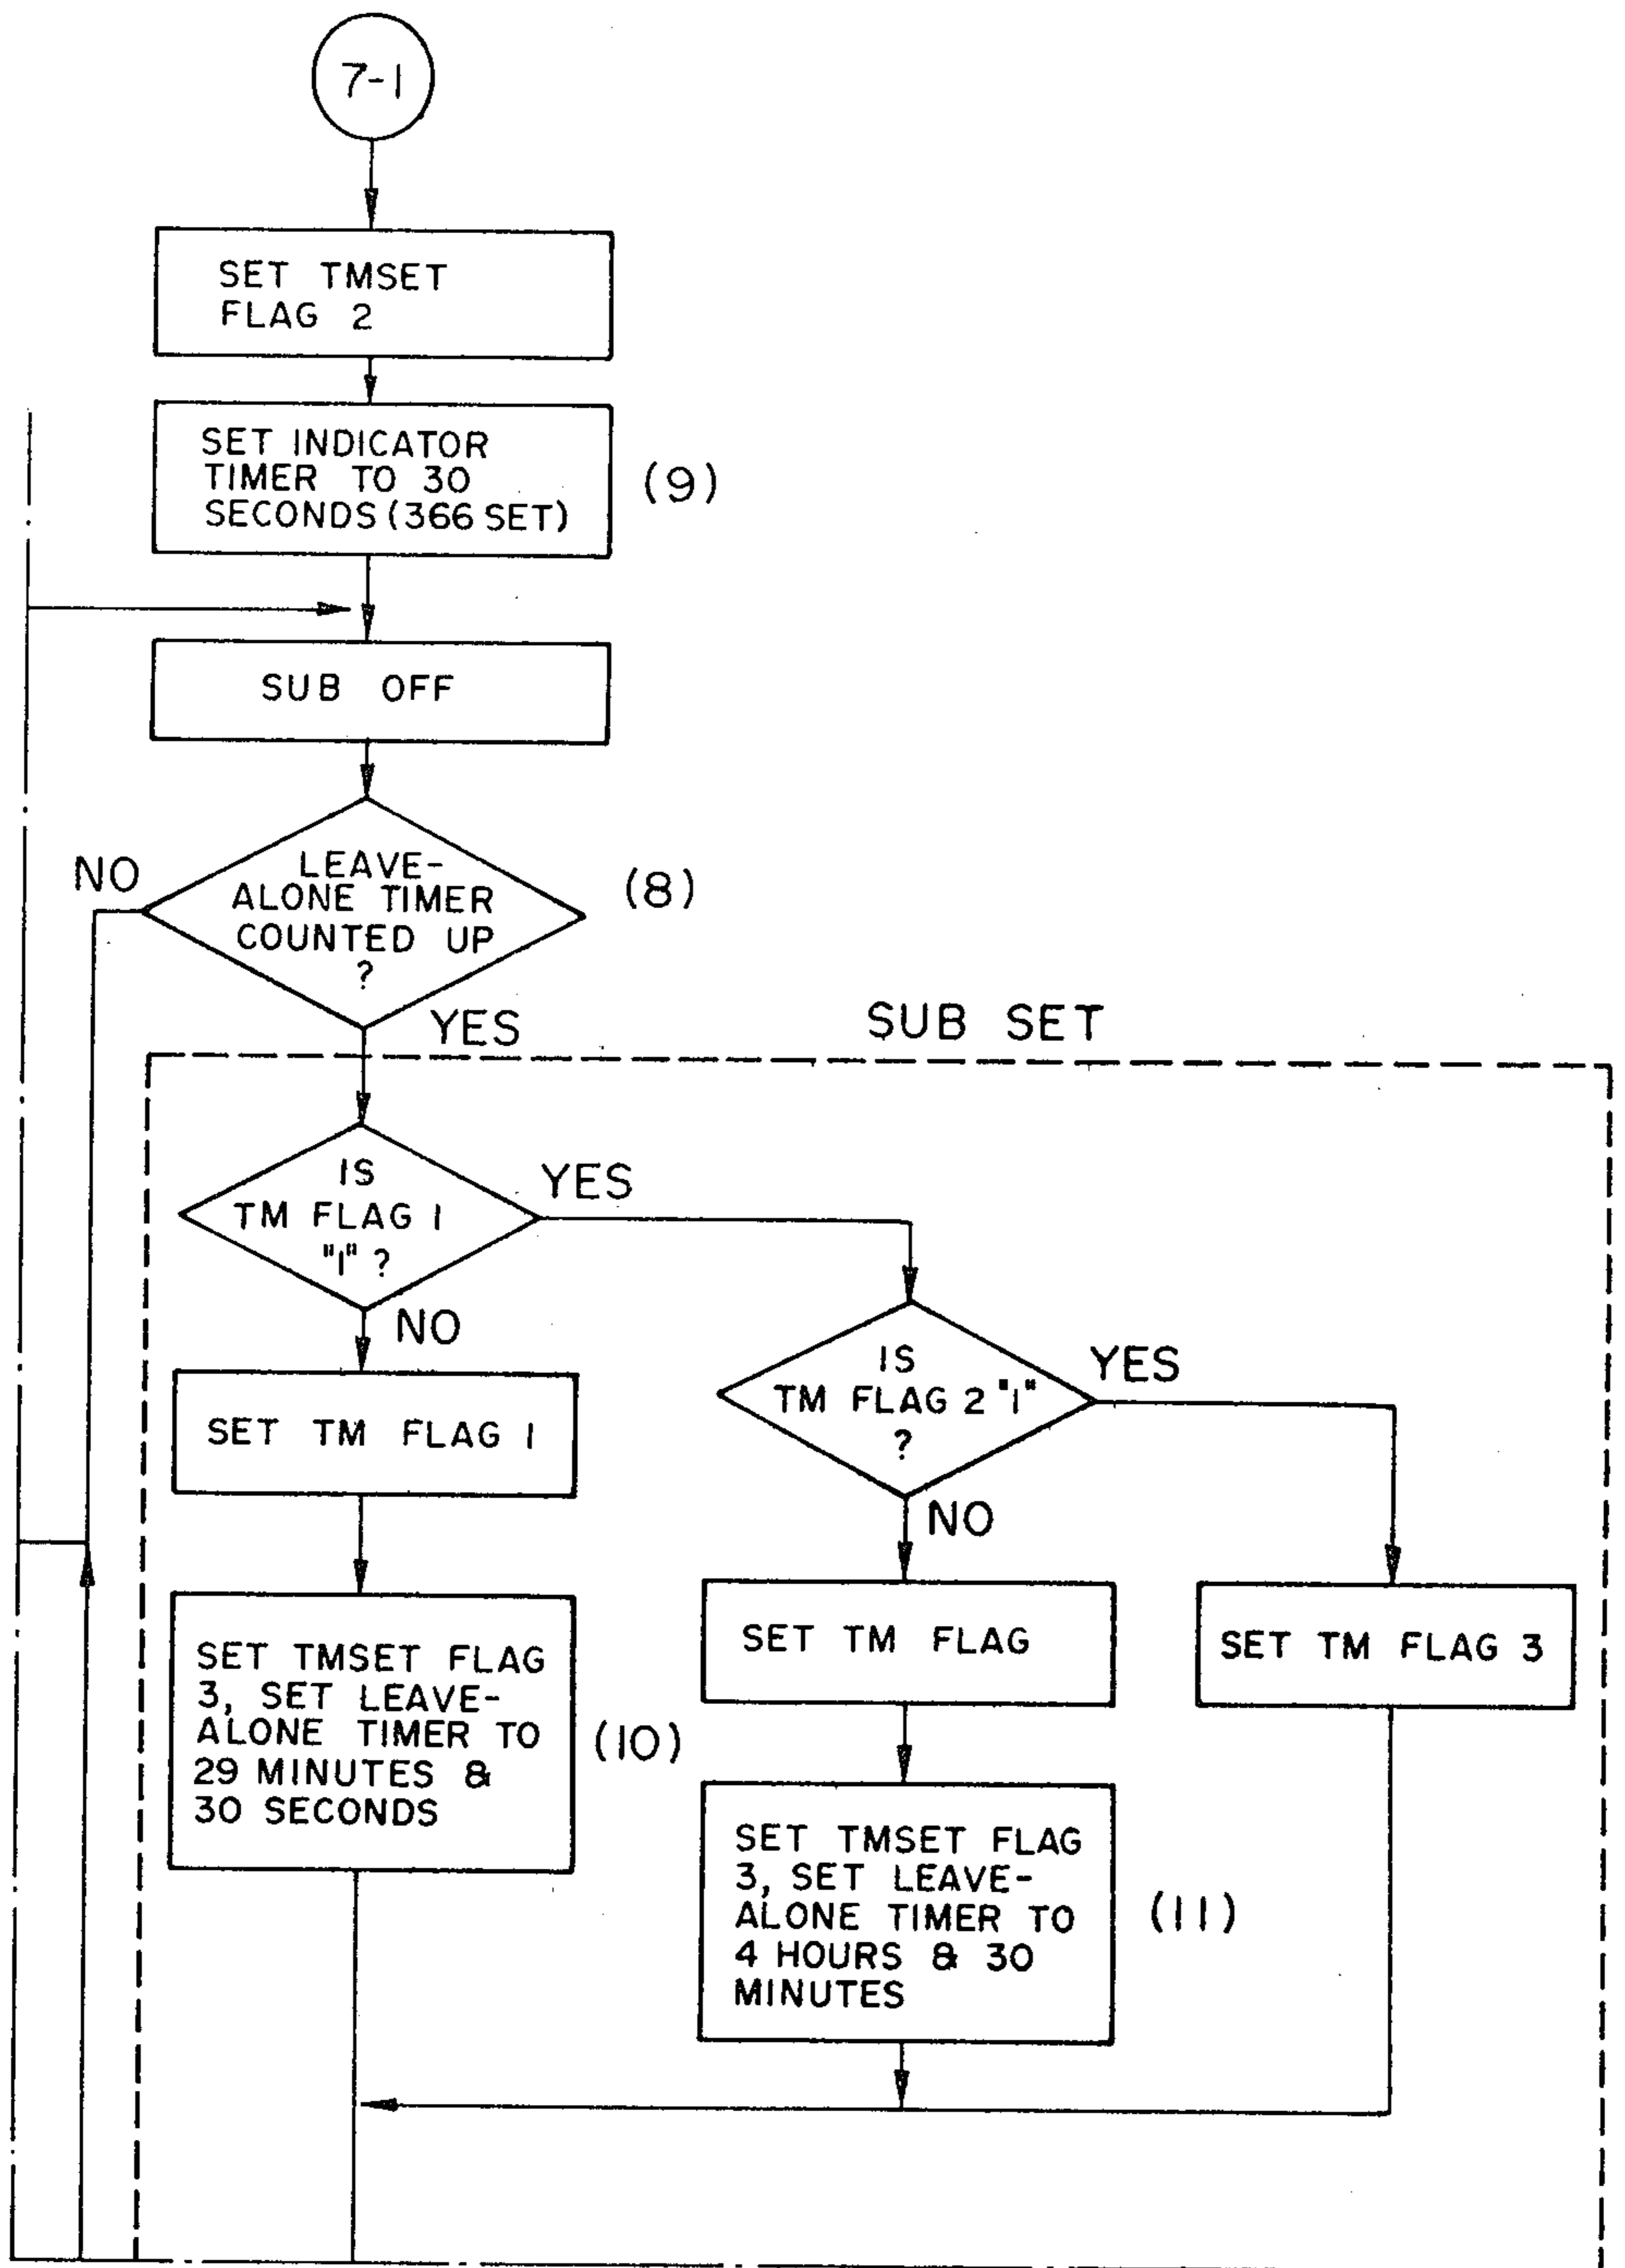 7-1
SET TMSET
FLAG 2
SET INDICATOR
TIMER TO 30
SECONDS (366 SET)
(9)
SUB OFF
LEAVE-
ALONE TIMER
COUNTED UP
?
(8)
NO
YES
SUB SET
IS
TM FLAG 1
"1" ?
YES
NO
IS
TM FLAG 2 "1"
?
YES
NO
SET TM FLAG 1
SET TM FLAG
SET TM FLAG 3
SET TMSET FLAG
3, SET LEAVE-
ALONE TIMER TO
29 MINUTES &
30 SECONDS
(10)
SET TMSET FLAG
3, SET LEAVE-
ALONE TIMER TO
4 HOURS & 30
MINUTES
(11)